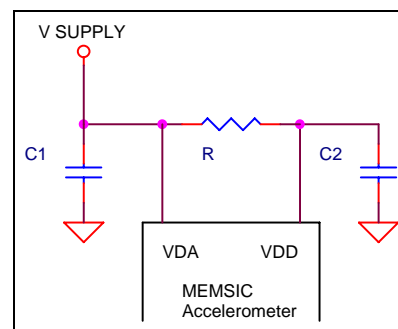 V SUPPLY
C1
R
C2
VDA
VDD
MEMSIC
Accelerometer